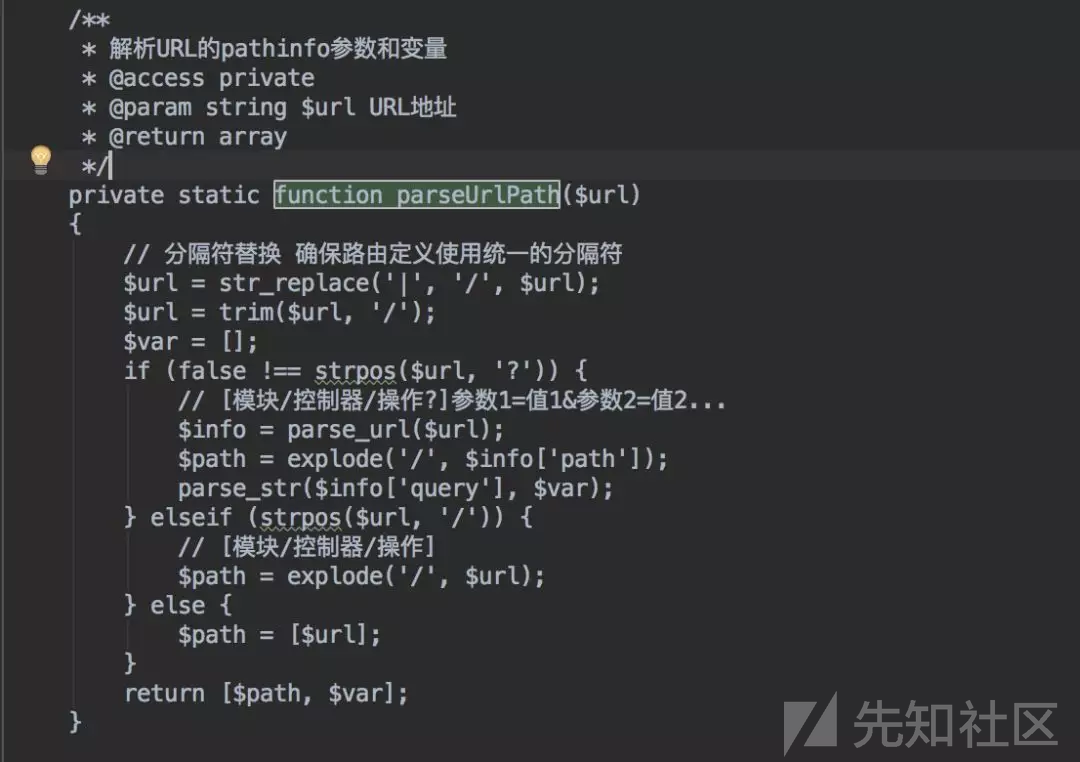 /**
 * 解析URL的pathinfo参数和变量
 * @access private
 * @param string $url URL地址
 * @return array
 */
private static function parseUrlPath($url)
{
    // 分隔符替换 确保路由定义使用统一的分隔符
    $url = str_replace('|', '/', $url);
    $url = trim($url, '/');
    $var = [];
    if (false !== strpos($url, '?')) {
        // [模块/控制器/操作?]参数1=值1&参数2=值2...
        $info = parse_url($url);
        $path = explode('/', $info['path']);
        parse_str($info['query'], $var);
    } elseif (strpos($url, '/')) {
        // [模块/控制器/操作]
        $path = explode('/', $url);
    } else {
        $path = [$url];
    }
    return [$path, $var];
}
先知社区